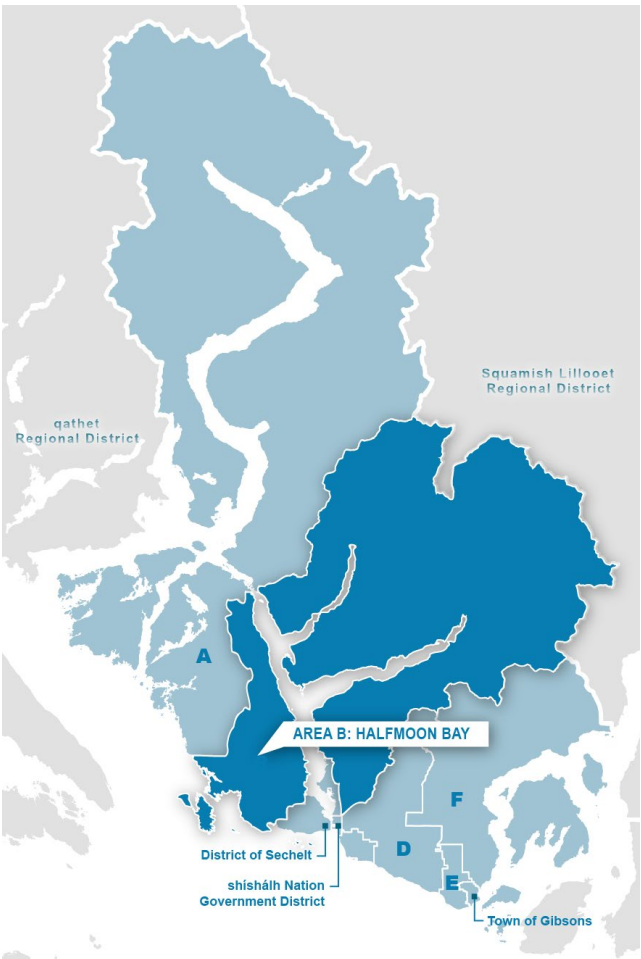 Squamish Lillooet
Regional District
qathet
Regional District
A
AREA B: HALFMOON BAY
F
D
District of Sechelt
E
shíshálh Nation
Government District
Town of Gibsons